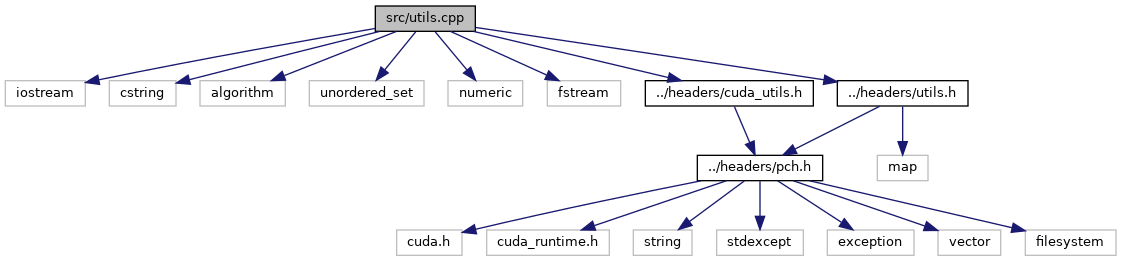 src/utils.cpp
iostream
cstring
algorithm
unordered_set
numeric
fstream
../headers/cuda_utils.h
../headers/utils.h
../headers/pch.h
map
cuda.h
cuda_runtime.h
string
stdexcept
exception
vector
filesystem